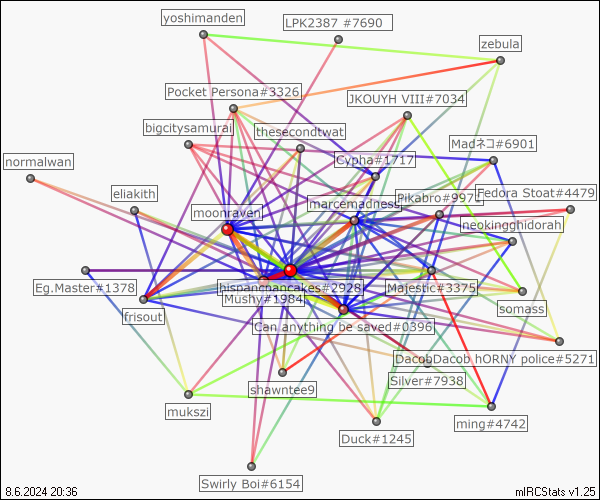 yoshimanden
LPK2387 #7690
zebula
Pocket Persona#3326
JKOUYH VIII#7034
bigcitysamurai
thesecondtwat
Madネコ#6901
normalwan
Cypha#1717
eliakith
Pikabro#997
Fedora Stoat#4479
moonraven
marcemadness
neokingghidorah
Eg.Master#1378
hispanchancakes#2928
Majestic#3375
Mushy#1984
somass
frisout
Can anything be saved#0396
DacobDacob hORNY police#5271
Silver#7938
shawntee9
mukszi
ming#4742
Duck#1245
Swirly Boi#6154
8.6.2024 20:36
mIRCStats v1.25